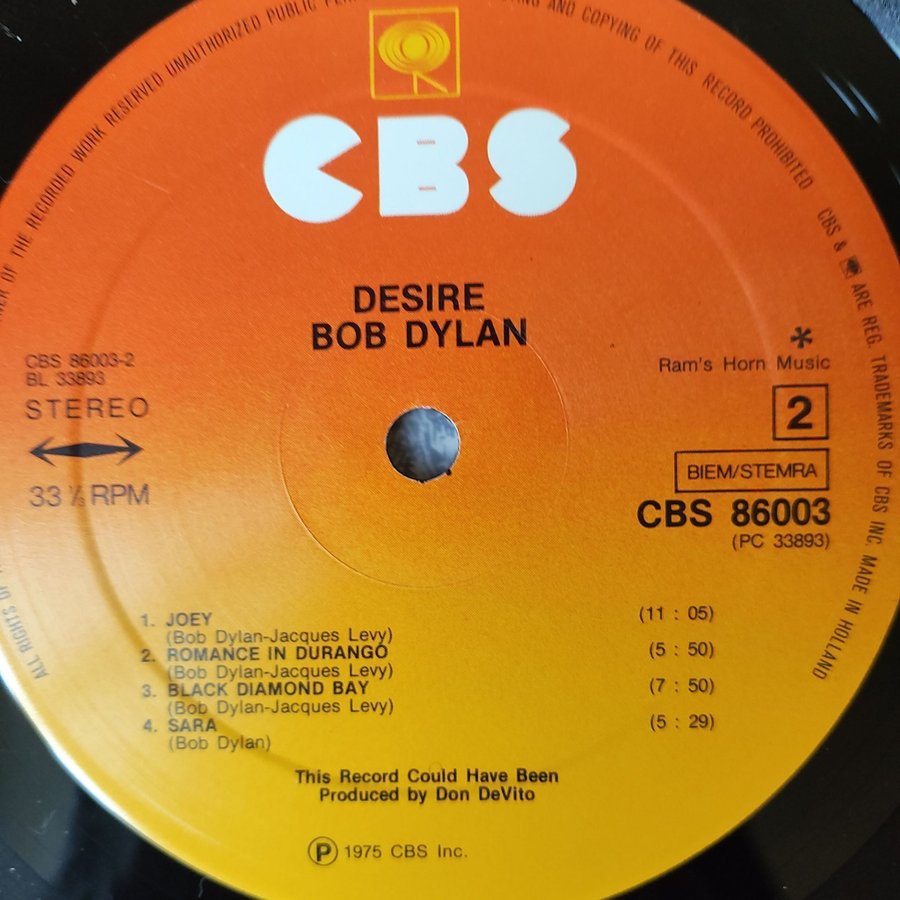 ALL RIGHTS OF
NER OF THE RECORDED WORK RESERVED UNAUTHORIZED PUBLIC
AND COPYING OF THIS RECORD PROHIBITED
CBS & ARE REG. TRADEMARKS OF CBS INC. MADE IN HOLLAND
CBS
DESIRE
BOB DYLAN
CBS 86003-2
BL 33893
STEREO
33 ⅓ RPM
*
Ram's Horn Music
2
BIEM/STEMRA
CBS 86003
(PC 33893)
1. JOEY (11 : 05)
(Bob Dylan-Jacques Levy)
2. ROMANCE IN DURANGO (5 : 50)
(Bob Dylan-Jacques Levy)
3. BLACK DIAMOND BAY (7 : 50)
(Bob Dylan-Jacques Levy)
4. SARA (5 : 29)
(Bob Dylan)
This Record Could Have Been
Produced by Don DeVito
Ⓟ 1975 CBS Inc.